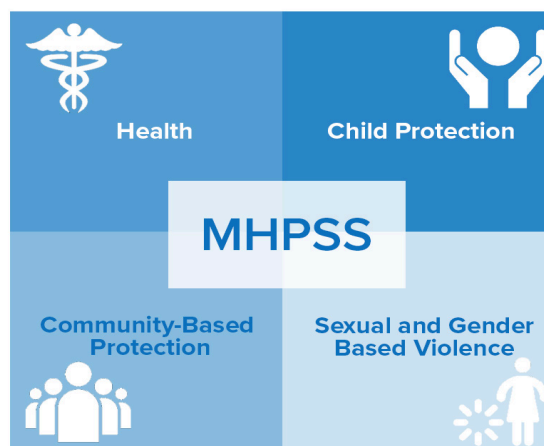 Health
Child Protection
MHPSS
Community-Based
Protection
Sexual and Gender
Based Violence